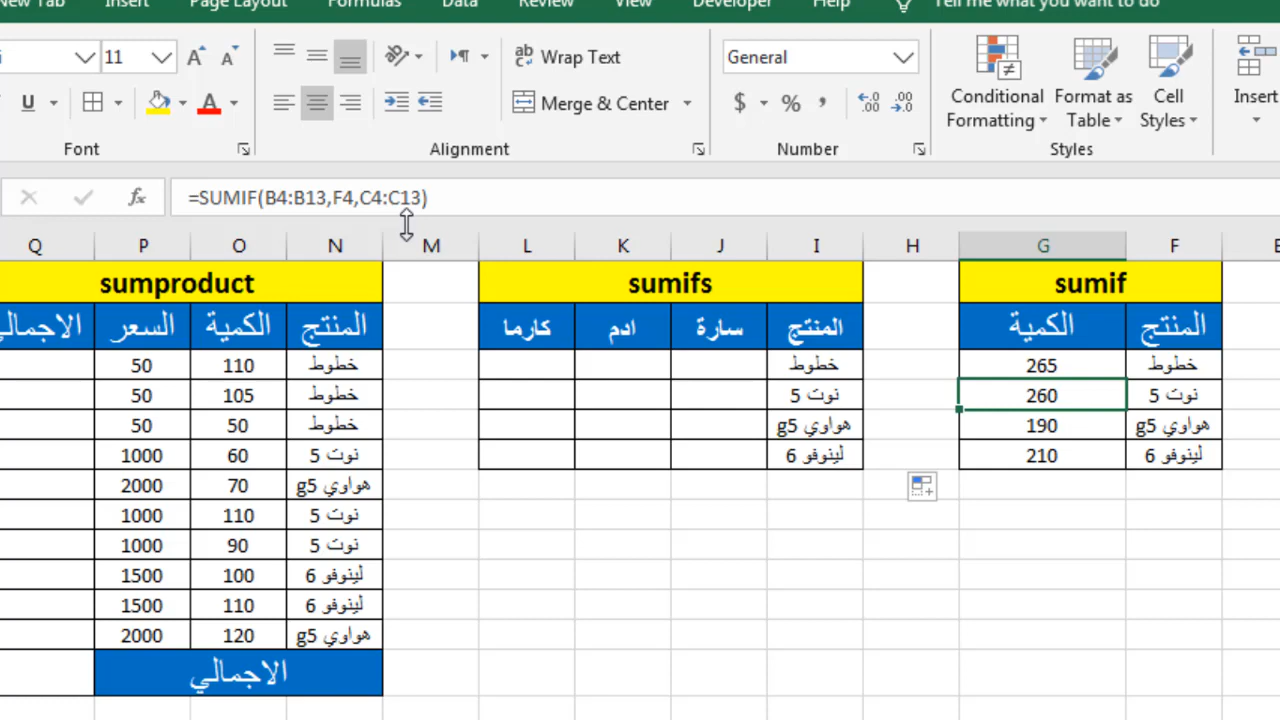 Insert Page Layout Formulas Data Review View Developer Help Tell me what you want to do
11 Wrap Text General
U Merge & Center $ % Conditional Formatting Format as Table Cell Styles Insert
Font Alignment Number Styles
fx =SUMIF(B4:B13,F4,C4:C13)
Q P O N M L K J I H G F
sumproduct sumifs sumif
المنتج الكمية السعر
المنتج سارة ادم كارما
المنتج الكمية
خطوط 110 50
خطوط 105 50
خطوط 50 50
نوت 5 60 1000
هواوي g5 70 2000
نوت 5 110 1000
نوت 5 90 1000
لينوفو 6 100 1500
لينوفو 6 110 1500
هواوي g5 120 2000
الاجمالي
خطوط
نوت 5
هواوي g5
لينوفو 6
خطوط 265
نوت 5 260
هواوي g5 190
لينوفو 6 210